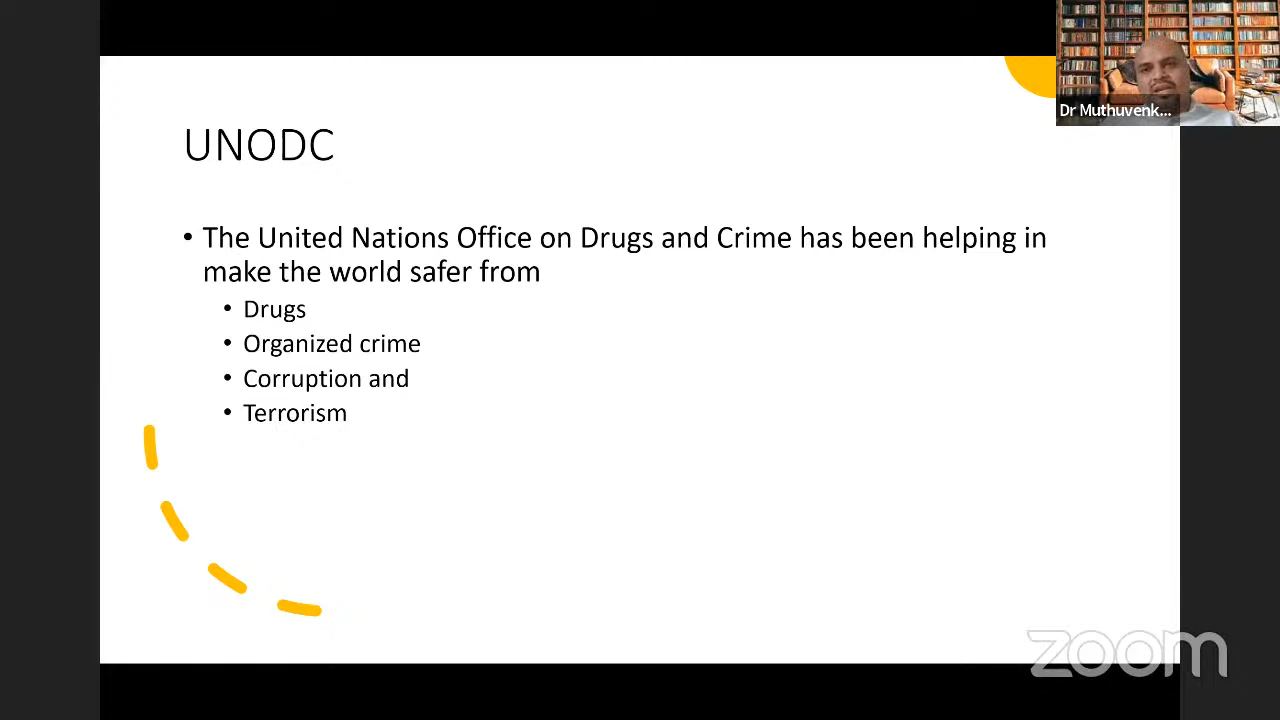 Dr Muthuvenk...
UNODC
• The United Nations Office on Drugs and Crime has been helping in
make the world safer from
• Drugs
• Organized crime
• Corruption and
• Terrorism
zoom